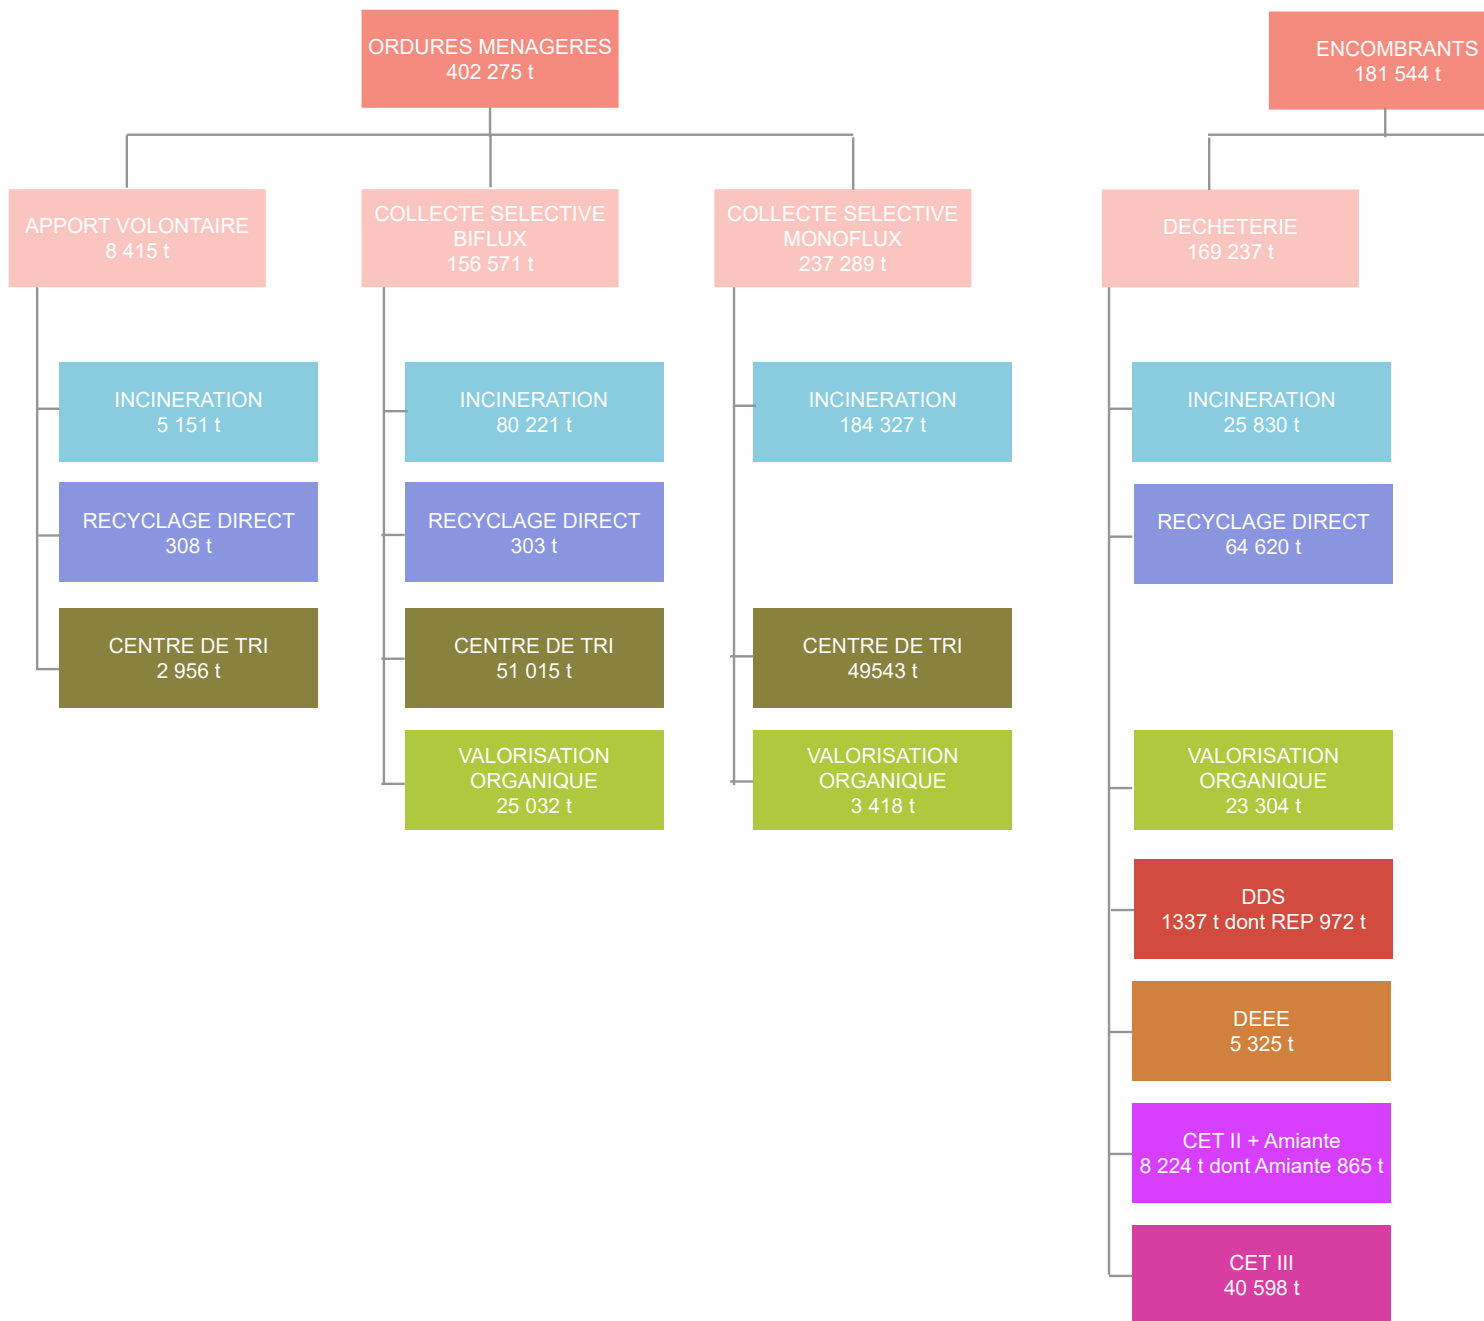 ORDURES MENAGERES
402 275 t
ENCOMBRANTS
181 544 t
APPORT VOLONTAIRE
8 415 t
COLLECTE SELECTIVE
BIFLUX
156 571 t
COLLECTE SELECTIVE
MONOFLUX
237 289 t
DECHETERIE
169 237 t
INCINERATION
5 151 t
INCINERATION
80 221 t
INCINERATION
184 327 t
INCINERATION
25 830 t
RECYCLAGE DIRECT
308 t
RECYCLAGE DIRECT
303 t
RECYCLAGE DIRECT
64 620 t
CENTRE DE TRI
2 956 t
CENTRE DE TRI
51 015 t
CENTRE DE TRI
49543 t
VALORISATION
ORGANIQUE
25 032 t
VALORISATION
ORGANIQUE
3 418 t
VALORISATION
ORGANIQUE
23 304 t
DDS
1337 t dont REP 972 t
DEEE
5 325 t
CET II + Amiante
8 224 t dont Amiante 865 t
CET III
40 598 t